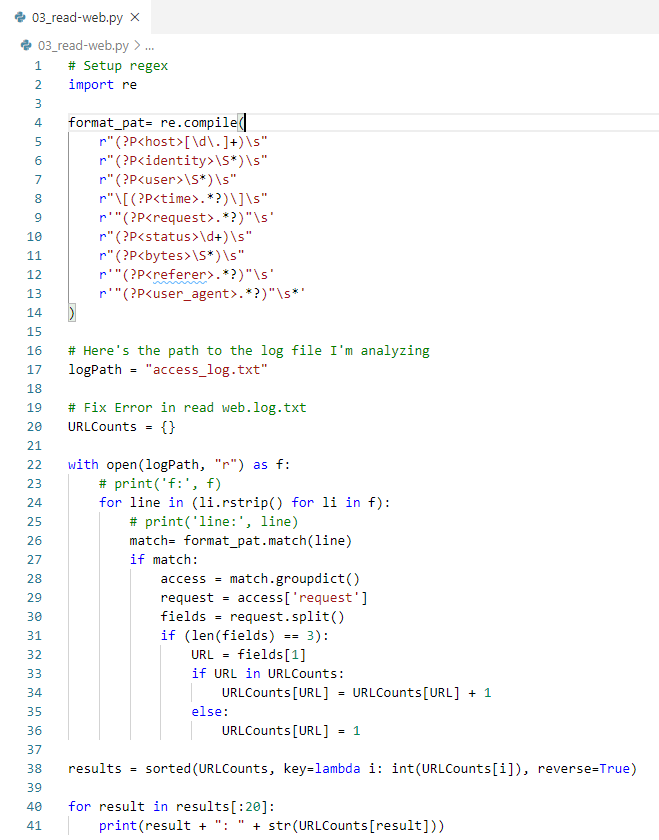 03_read-web.py ×
03_read-web.py > ...
1 # Setup regex
2 import re
3
4 format_pat= re.compile(
5     r"(?P<host>[\d\.]+)\s"
6     r"(?P<identity>\S*)\s"
7     r"(?P<user>\S*)\s"
8     r"\[(?P<time>.*?)\]\s"
9     r'"(?P<request>.*?)"\s'
10     r"(?P<status>\d+)\s"
11     r"(?P<bytes>\S*)\s"
12     r'"(?P<referer>.*?)"\s'
13     r'"(?P<user_agent>.*?)"\s*'
14 )
15
16 # Here's the path to the log file I'm analyzing
17 logPath = "access_log.txt"
18
19 # Fix Error in read web.log.txt
20 URLCounts = {}
21
22 with open(logPath, "r") as f:
23     # print('f:', f)
24     for line in (li.rstrip() for li in f):
25         # print('line:', line)
26         match= format_pat.match(line)
27         if match:
28             access = match.groupdict()
29             request = access['request']
30             fields = request.split()
31             if (len(fields) == 3):
32                 URL = fields[1]
33                 if URL in URLCounts:
34                     URLCounts[URL] = URLCounts[URL] + 1
35                 else:
36                     URLCounts[URL] = 1
37
38 results = sorted(URLCounts, key=lambda i: int(URLCounts[i]), reverse=True)
39
40 for result in results[:20]:
41     print(result + ": " + str(URLCounts[result]))